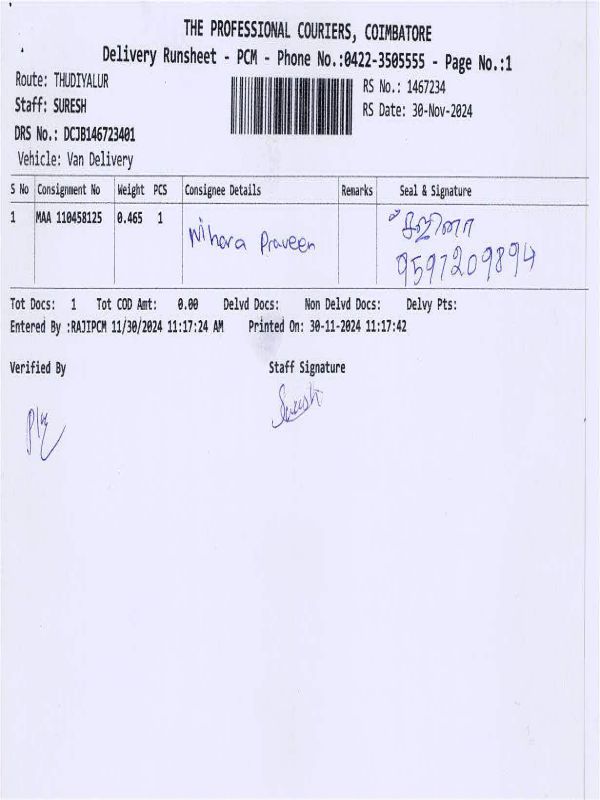 THE PROFESSIONAL COURIERS, COIMBATORE
Delivery Runsheet - PCM - Phone No.:0422-3505555 - Page No.:1
Route: THUDIYALUR
RS No.: 1467234
Staff: SURESH
RS Date: 30-Nov-2024
DRS No.: DCJB146723401
Vehicle: Van Delivery
S No Consignment No Weight PCS Consignee Details Remarks Seal & Signature
1 MAA 110458125 0.465 1 Nihara Praveen
9597209894
Tot Docs: 1 Tot COD Amt: 0.00 Delvd Docs: Non Delvd Docs: Delvy Pts:
Entered By :RAJIPCM 11/30/2024 11:17:24 AM Printed On: 30-11-2024 11:17:42
Verified By Staff Signature
Suresh